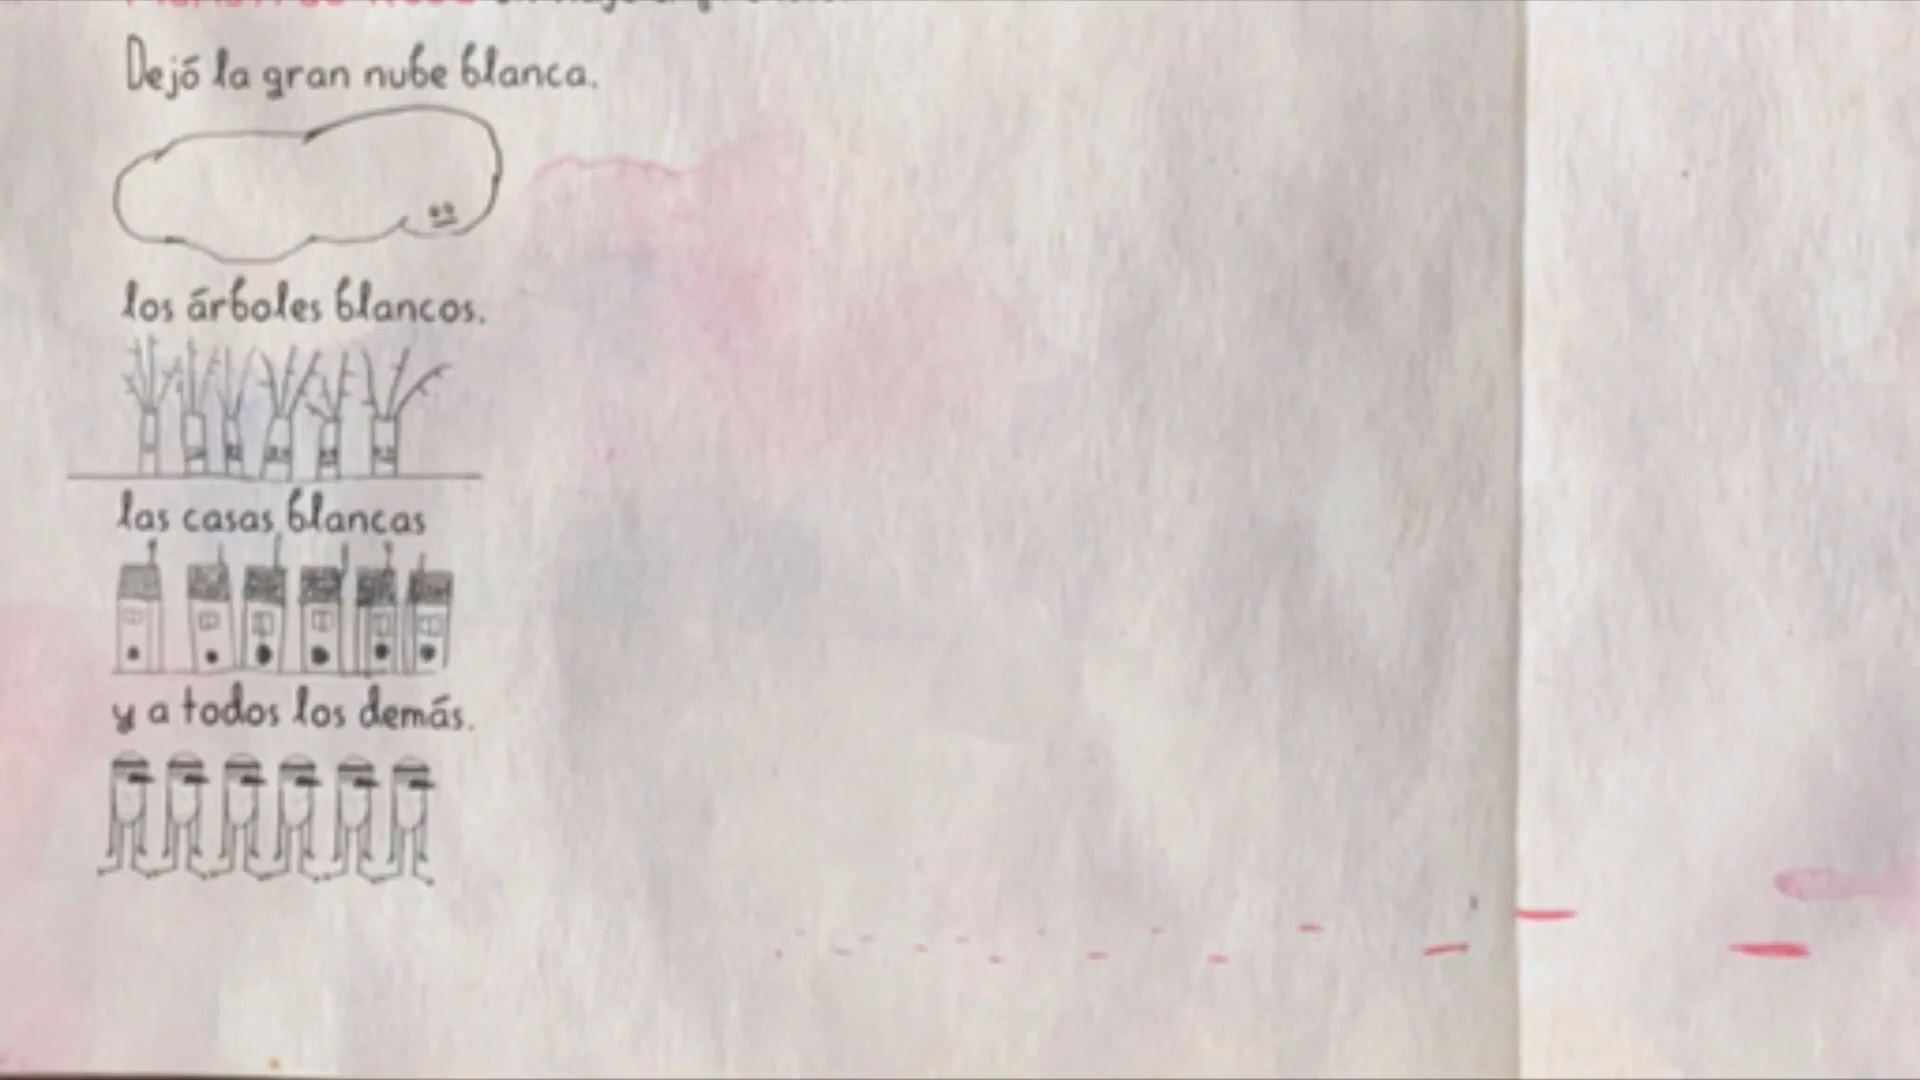 Dejó la gran nube blanca.
los árboles blancos.
las casas blancas
y a todos los demás.